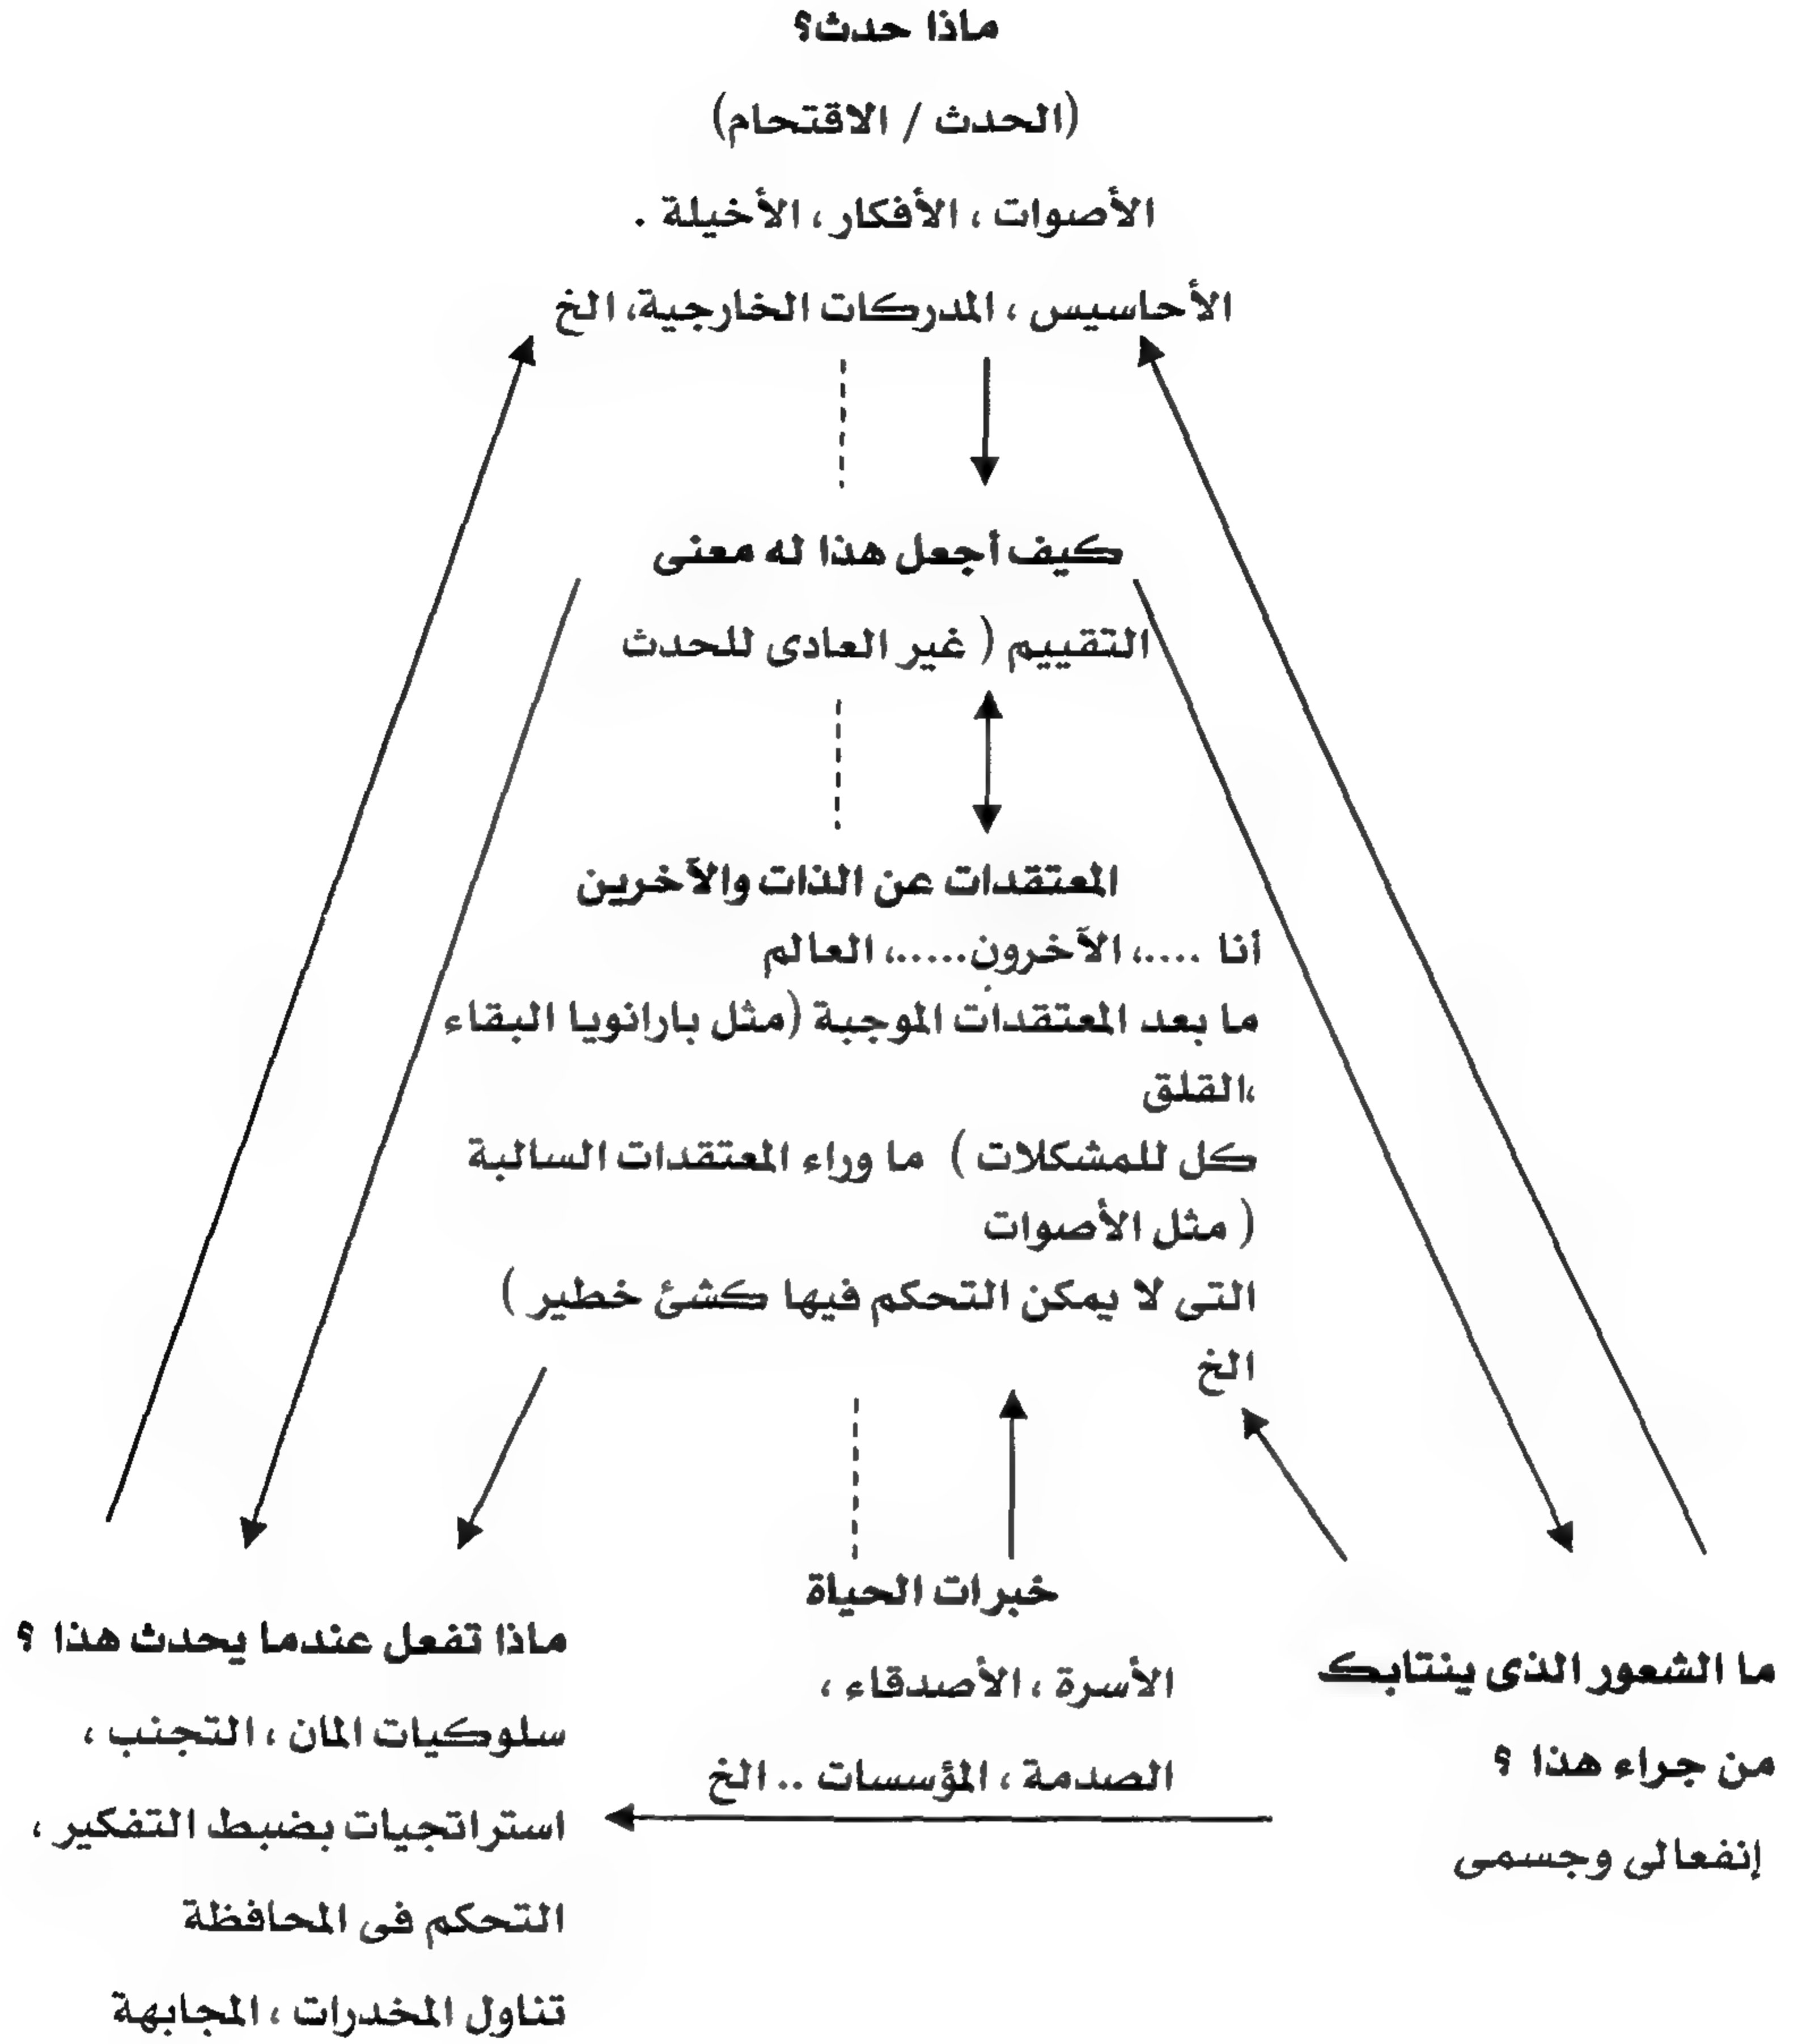 ماذا حدث؟
(الحدث / الاقتحام)
الأصوات ، الأفكار ، الأخيلة .
الأحاسيس ، المدركات الخارجية، الخ
كيف أجعل هذا له معنى
التقييم ( غير العادى للحدث
المعتقدات عن الذات والآخرين
أنا ....، الآخرون.....، العالم
ما بعد المعتقدات الموجبة (مثل بارانويا البقاء
،القلق
كل للمشكلات ) ما وراء المعتقدات السالبة
( مثل الأصوات
التى لا يمكن التحكم فيها كشئ خطير )
الخ
خبرات الحياة
الأسرة ، الأصدقاء ،
الصدمة ، المؤسسات .. الخ
ما الشعور الذى ينتابك
من جراء هذا ؟
إنفعالى وجسمى
ماذا تفعل عندما يحدث هذا ؟
سلوكيات المان ، التجنب ،
استراتجيات بضبط التفكير ،
التحكم فى المحافظة
تناول المخدرات ، المجابهة